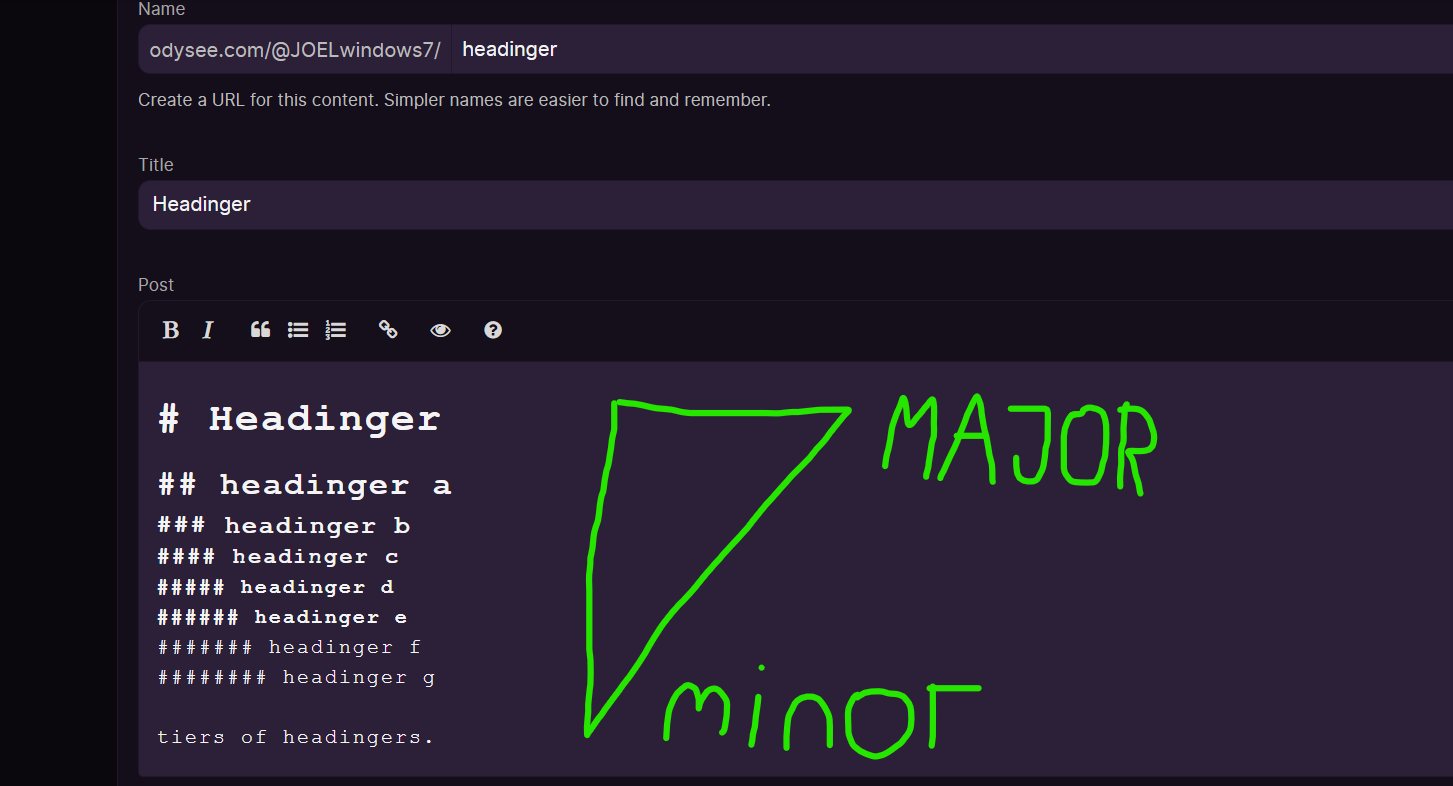 Name
odysee.com/@JOELwindows7/ headinger
Create a URL for this content. Simpler names are easier to find and remember.
Title
Headinger
Post
B I
# Headinger
MAJOR
## headinger a
### headinger b
#### headinger c
##### headinger d
###### headinger e
####### headinger f
######## headinger g
minor
tiers of headingers.